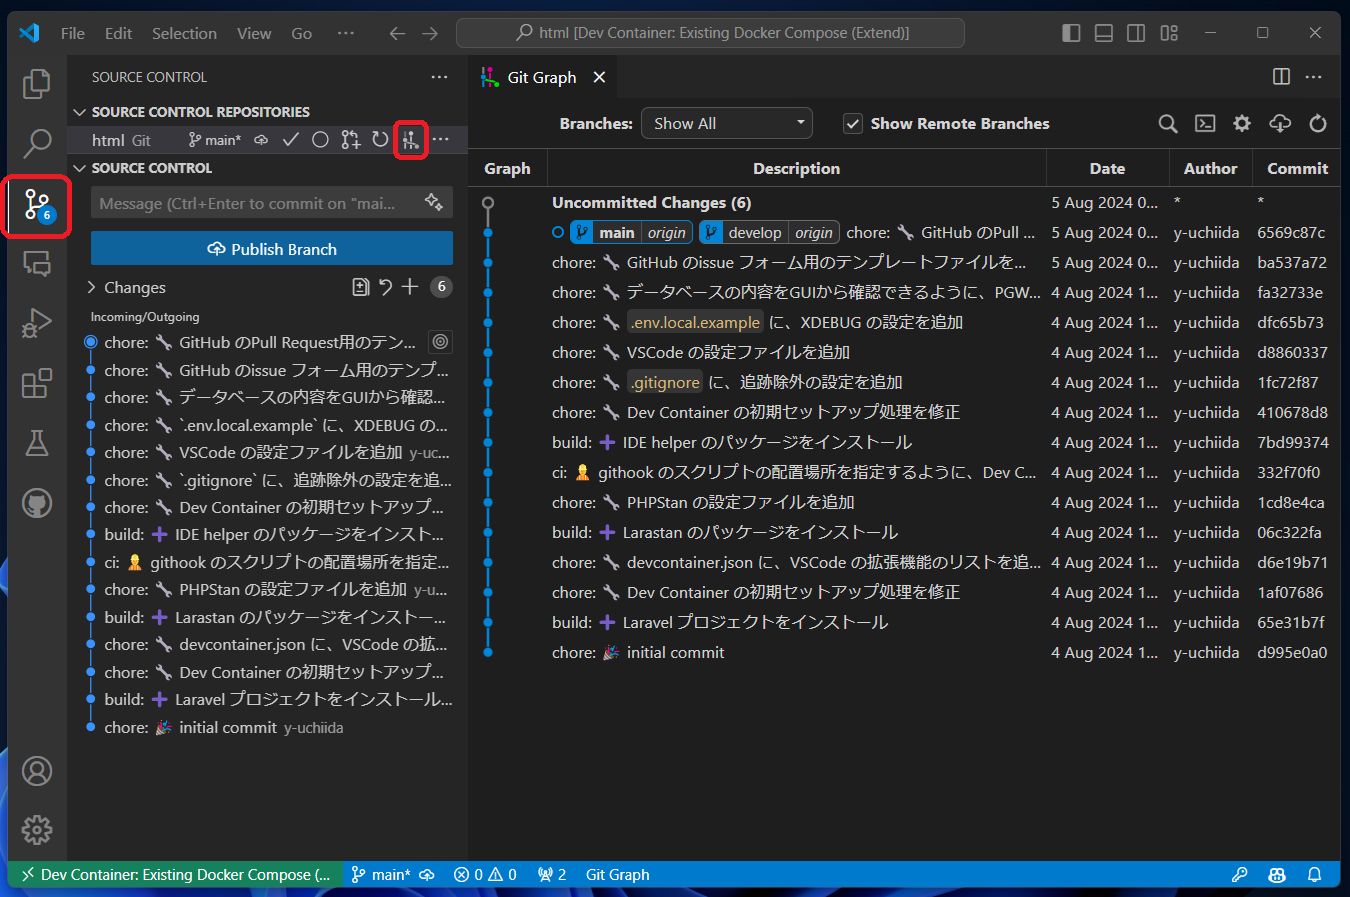 File Edit Selection View Go ··· html [Dev Container: Existing Docker Compose (Extend)]
SOURCE CONTROL
SOURCE CONTROL REPOSITORIES
html Git main*
SOURCE CONTROL
6
Message (Ctrl+Enter to commit on "mai...
Publish Branch
Changes 6
Incoming/Outgoing
chore: 🔧 GitHub のPull Request用のテン...
chore: 🔧 GitHub のissue フォーム用のテンプ...
chore: 🔧 データベースの内容をGUIから確認...
chore: 🔧 `.env.local.example` に、XDEBUG の...
chore: 🔧 VSCode の設定ファイルを追加 y-uc...
chore: 🔧 `.gitignore` に、追跡除外の設定を追...
chore: 🔧 Dev Container の初期セットアップ...
build: ➕ IDE helper のパッケージをインスト...
ci: 👷 githook のスクリプトの配置場所を指定...
chore: 🔧 PHPStan の設定ファイルを追加 y-u...
build: ➕ Larastan のパッケージをインストー...
chore: 🔧 devcontainer.json に、VSCode の拡...
chore: 🔧 Dev Container の初期セットアップ...
build: ➕ Laravel プロジェクトをインストール...
chore: 🎉 initial commit y-uchiida
Git Graph
Branches: Show All Show Remote Branches
Graph Description Date Author Commit
Uncommitted Changes (6) 5 Aug 2024 0... * *
main origin develop origin chore: 🔧 GitHub のPull ... 5 Aug 2024 0... y-uchiida 6569c87c
chore: 🔧 GitHub のissue フォーム用のテンプレートファイルを... 5 Aug 2024 0... y-uchiida ba537a72
chore: 🔧 データベースの内容をGUIから確認できるように、PGW... 4 Aug 2024 1... y-uchiida fa32733e
chore: 🔧 .env.local.example に、XDEBUG の設定を追加 4 Aug 2024 1... y-uchiida dfc65b73
chore: 🔧 VSCode の設定ファイルを追加 4 Aug 2024 1... y-uchiida d8860337
chore: 🔧 .gitignore に、追跡除外の設定を追加 4 Aug 2024 1... y-uchiida 1fc72f87
chore: 🔧 Dev Container の初期セットアップ処理を修正 4 Aug 2024 1... y-uchiida 410678d8
build: ➕ IDE helper のパッケージをインストール 4 Aug 2024 1... y-uchiida 7bd99374
ci: 👷 githook のスクリプトの配置場所を指定するように、Dev C... 4 Aug 2024 1... y-uchiida 332f70f0
chore: 🔧 PHPStan の設定ファイルを追加 4 Aug 2024 1... y-uchiida 1cd8e4ca
build: ➕ Larastan のパッケージをインストール 4 Aug 2024 1... y-uchiida 06c322fa
chore: 🔧 devcontainer.json に、VSCode の拡張機能のリストを追... 4 Aug 2024 1... y-uchiida d6e19b71
chore: 🔧 Dev Container の初期セットアップ処理を修正 4 Aug 2024 1... y-uchiida 1af07686
build: ➕ Laravel プロジェクトをインストール 4 Aug 2024 1... y-uchiida 65e31b7f
chore: 🎉 initial commit 4 Aug 2024 1... y-uchiida d995e0a0
Dev Container: Existing Docker Compose (... main* 0 0 2 Git Graph